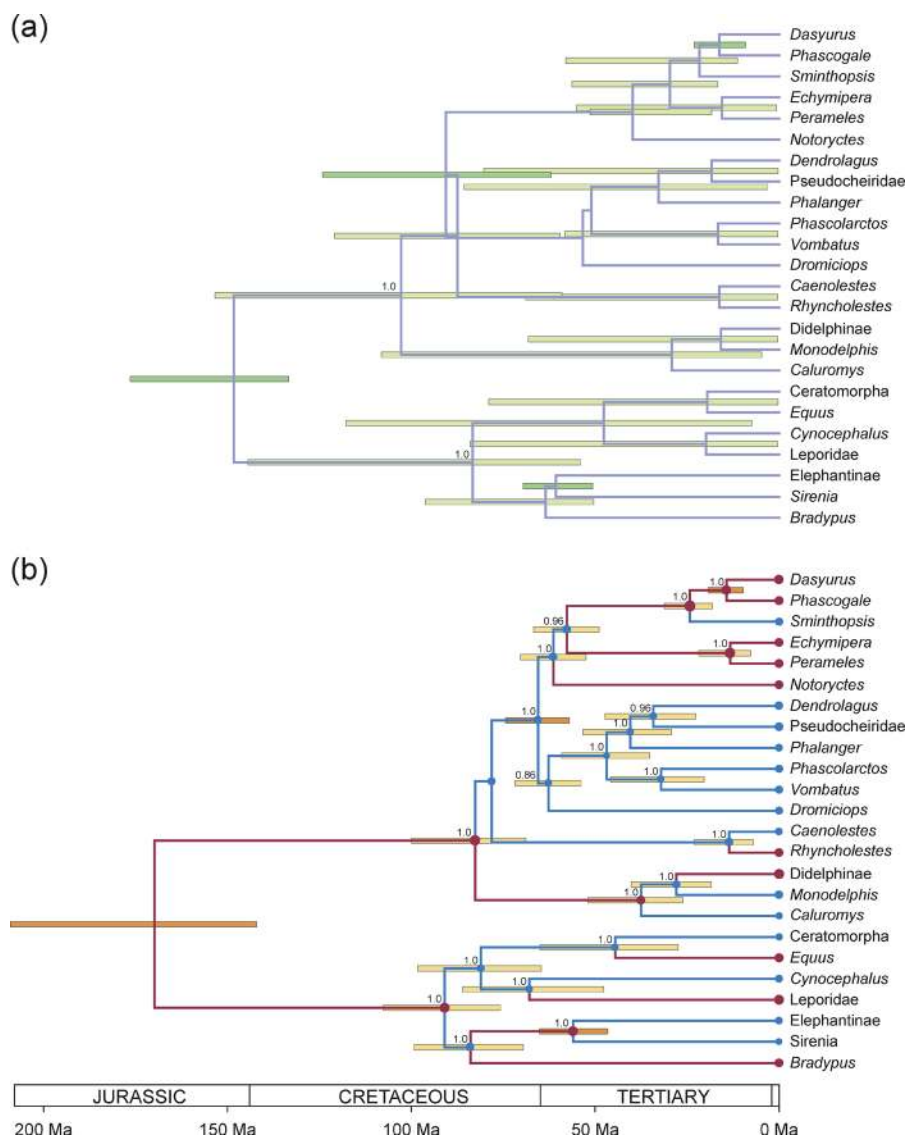 (a)
Dasyurus
Phascogale
Sminthopsis
Echymipera
Perameles
Notoryctes
Dendrolagus
Pseudocheiridae
Phalanger
Phascolarctos
Vombatus
Dromiciops
Caenolestes
1.0
Rhyncholestes
Didelphinae
Monodelphis
Caluromys
Ceratomorpha
Equus
Cynocephalus
1.0
Leporidae
Elephantinae
Sirenia
Bradypus
(b)
1.0
Dasyurus
1.0
Phascogale
Sminthopsis
0.96
1.0
Echymipera
1.0
Perameles
Notoryctes
0.96
Dendrolagus
1.0
1.0
Pseudocheiridae
1.0
Phalanger
0.86
1.0
Phascolarctos
Vombatus
Dromiciops
1.0
1.0
Caenolestes
Rhyncholestes
1.0
Didelphinae
1.0
Monodelphis
Caluromys
1.0
Ceratomorpha
1.0
Equus
1.0
Cynocephalus
1.0
Leporidae
1.0
Elephantinae
1.0
Sirenia
Bradypus
JURASSIC CRETACEOUS TERTIARY
200 Ma 150 Ma 100 Ma 50 Ma 0 Ma